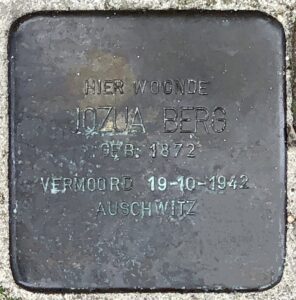 HIER WOONDE
JOZUA BERG
GEB. 1872
VERMOORD 19-10-1942
AUSCHWITZ